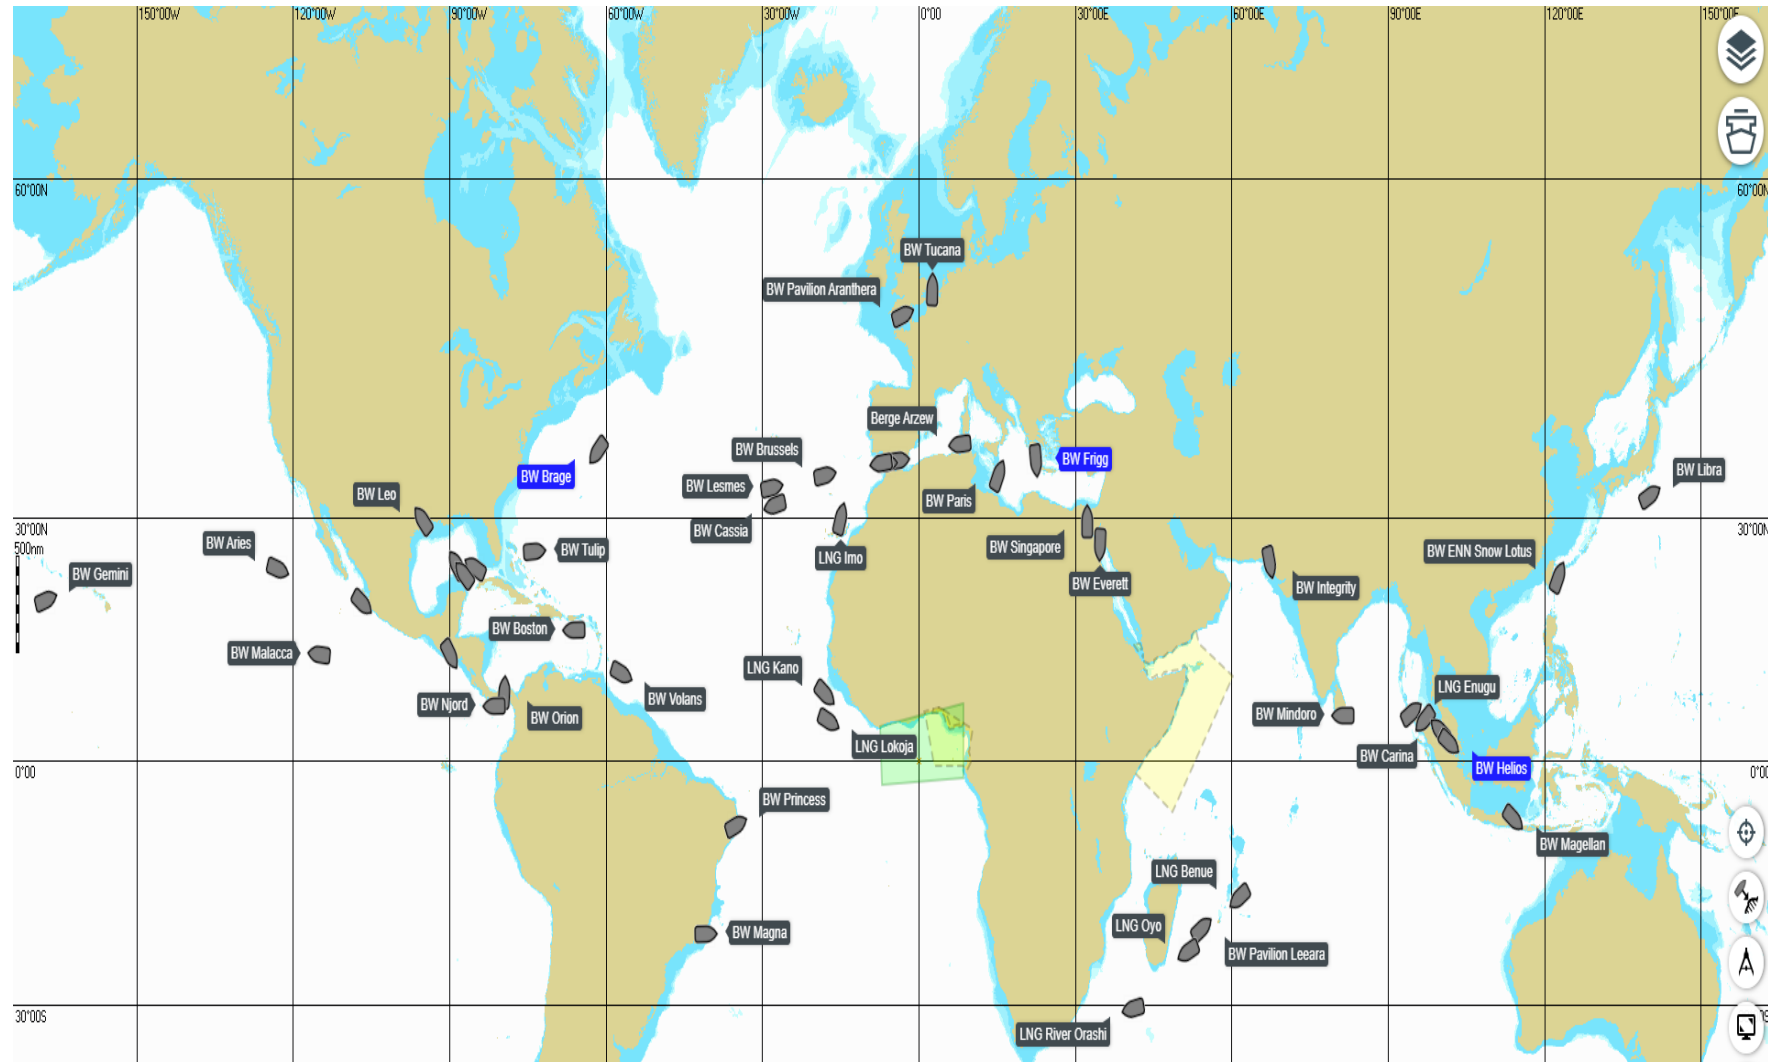 150°00'W
120°00'W
90°00'W
60°00'W
30°00'W
0°00
30°00'E
60°00'E
90°00'E
120°00'E
150°00'E
60°00'N
60°00'N
BW Tucana
BW Pavilion Aranthera
Berge Arzew
BW Brussels
BW Frigg
BW Libra
BW Brage
BW Lesmes
BW Leo
BW Paris
30°00'N
30°00'N
500nm
BW Cassia
BW Aries
BW Tulip
LNG Imo
BW Singapore
BW ENN Snow Lotus
BW Gemini
BW Everett
BW Integrity
BW Boston
BW Malacca
LNG Kano
LNG Enugu
BW Volans
BW Njord
BW Orion
BW Mindoro
LNG Lokoja
BW Carina
BW Helios
0°00
0°00
BW Princess
BW Magellan
LNG Benue
LNG Oyo
BW Magna
BW Pavilion Leeara
30°00'S
LNG River Orashi